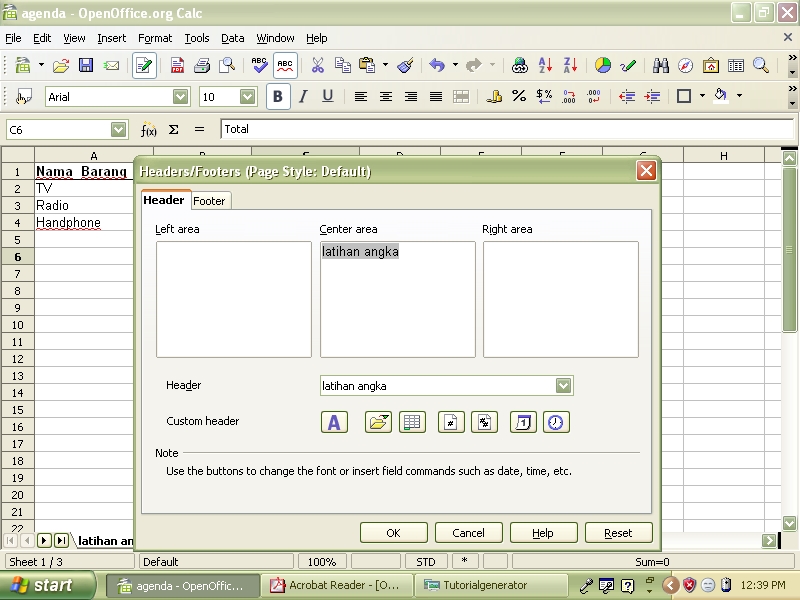 agenda - OpenOffice.org Calc
File Edit View Insert Format Tools Data Window Help
ABC ABC
Arial 10 B I U
C6 f(x) Σ = Total
A H
1 Nama Barang
2 TV
3 Radio
4 Handphone
5
6
7
8
9
10
11
12
13
14
15
16
17
18
19
20
21
22
Headers/Footers (Page Style: Default)
Header Footer
Left area Center area Right area
latihan angka
Header latihan angka
Custom header A
Note
Use the buttons to change the font or insert field commands such as date, time, etc.
OK Cancel Help Reset
latihan an
Sheet 1 / 3 Default 100% STD * Sum=0
start agenda - OpenOffic... Acrobat Reader - [O... Tutorialgenerator 12:39 PM